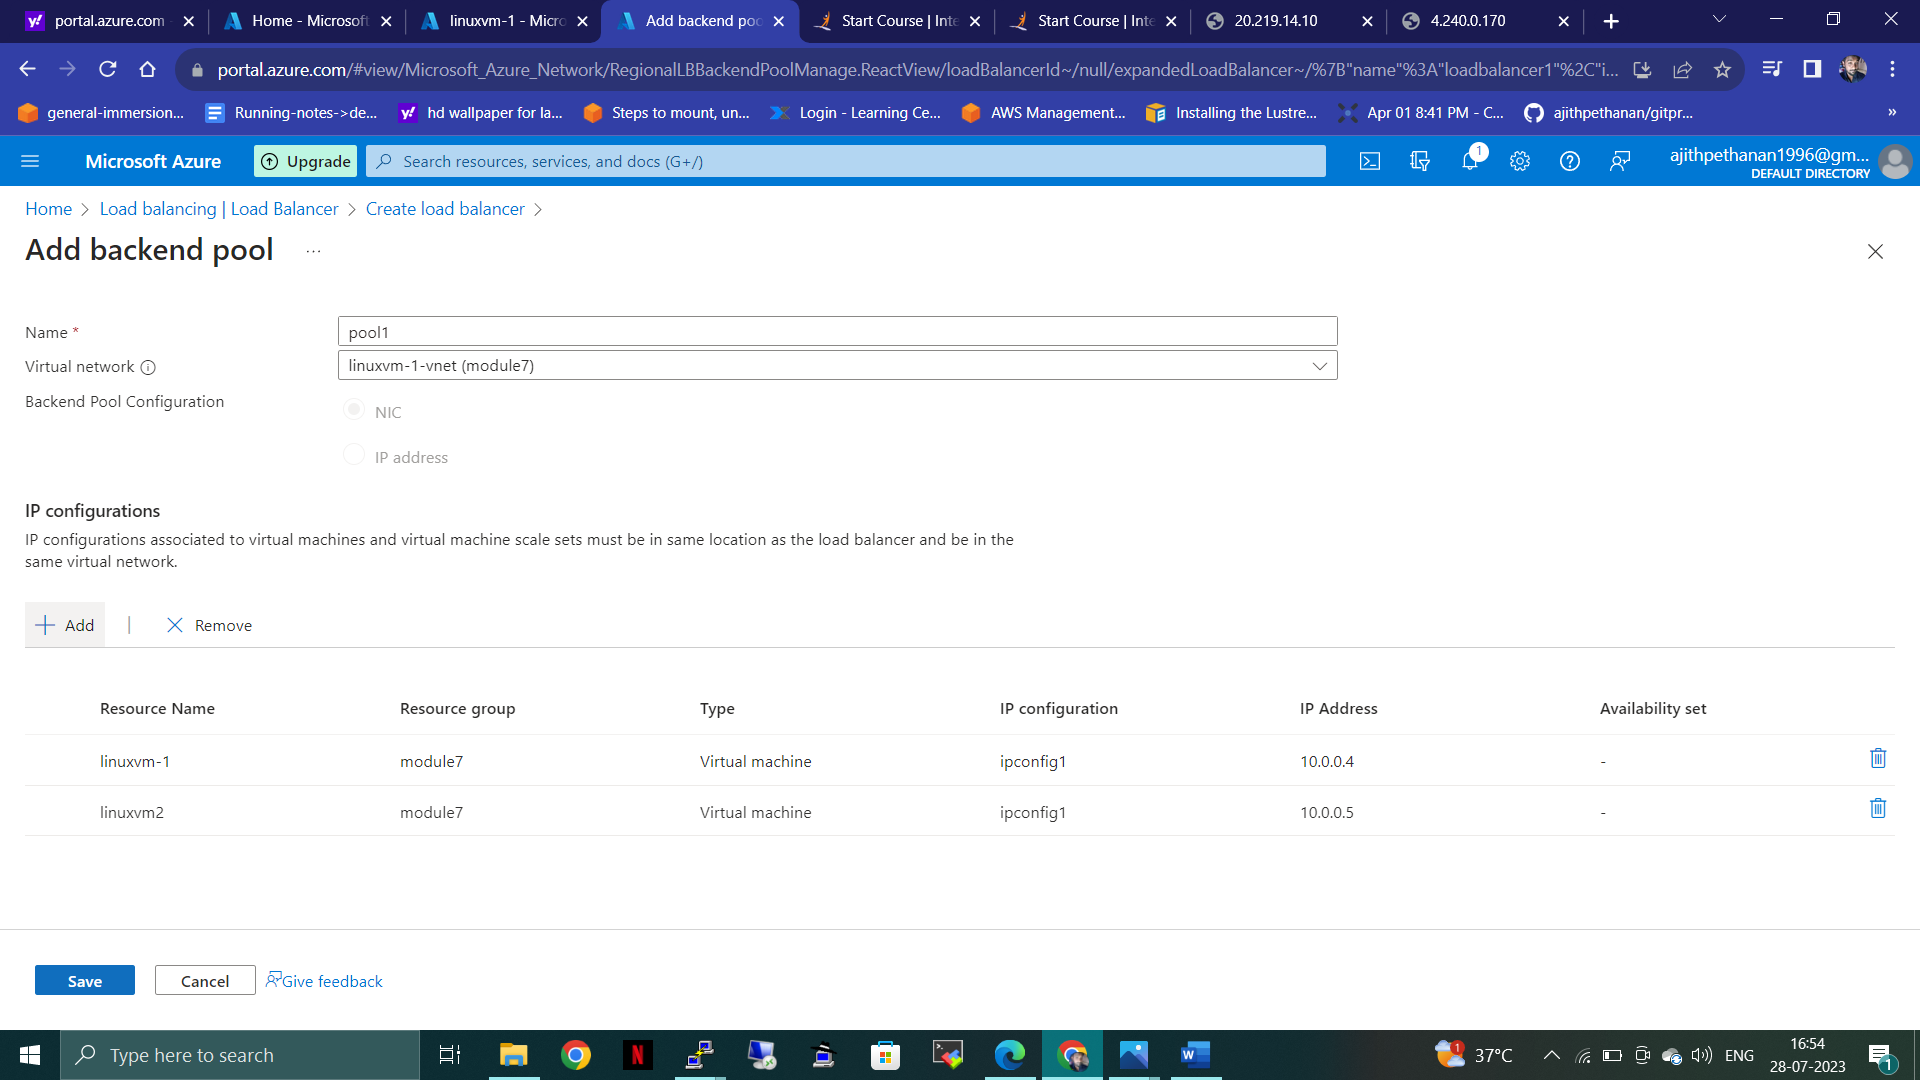 portal.azure.com
Home - Microsoft
linuxvm-1 - Micro
Add backend poo
Start Course | Inte
Start Course | Inte
20.219.14.10
4.240.0.170
portal.azure.com/#view/Microsoft_Azure_Network/RegionalLBBackendPoolManage.ReactView/loadBalancerId~/null/expandedLoadBalancer~/%7B"name"%3A"loadbalancer1"%2C"i...
general-immersion...
Running-notes->de...
hd wallpaper for la...
Steps to mount, un...
Login - Learning Ce...
AWS Management...
Installing the Lustre...
Apr 01 8:41 PM - C...
ajithpethanan/gitpr...
»
Microsoft Azure
Upgrade
Search resources, services, and docs (G+/)
1
ajithpethanan1996@gm...
DEFAULT DIRECTORY
Home > Load balancing | Load Balancer > Create load balancer >
Add backend pool ...
Name *
pool1
Virtual network
linuxvm-1-vnet (module7)
Backend Pool Configuration
NIC
IP address
IP configurations
IP configurations associated to virtual machines and virtual machine scale sets must be in same location as the load balancer and be in the
same virtual network.
Add | Remove
Resource Name Resource group Type IP configuration IP Address Availability set
linuxvm-1 module7 Virtual machine ipconfig1 10.0.0.4 -
linuxvm2 module7 Virtual machine ipconfig1 10.0.0.5 -
Save
Cancel
Give feedback
Type here to search
1
37°C
ENG
16:54
28-07-2023
1